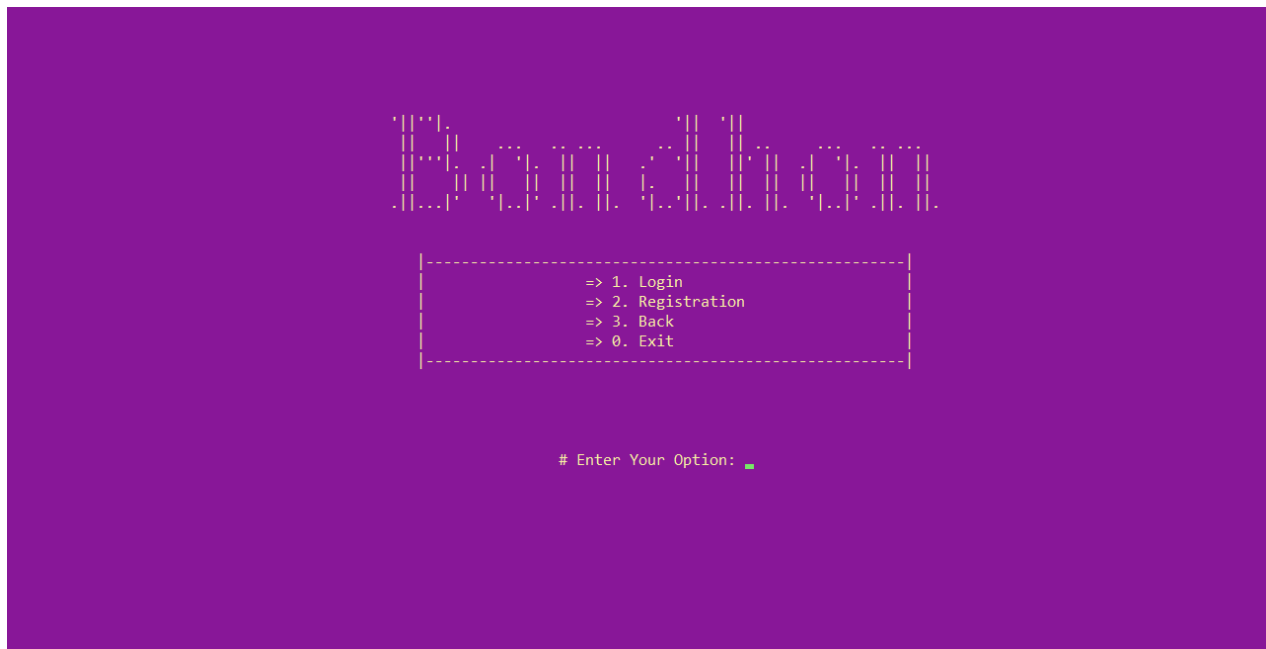 Bondhon
=> 1. Login
=> 2. Registration
=> 3. Back
=> 0. Exit
# Enter Your Option: